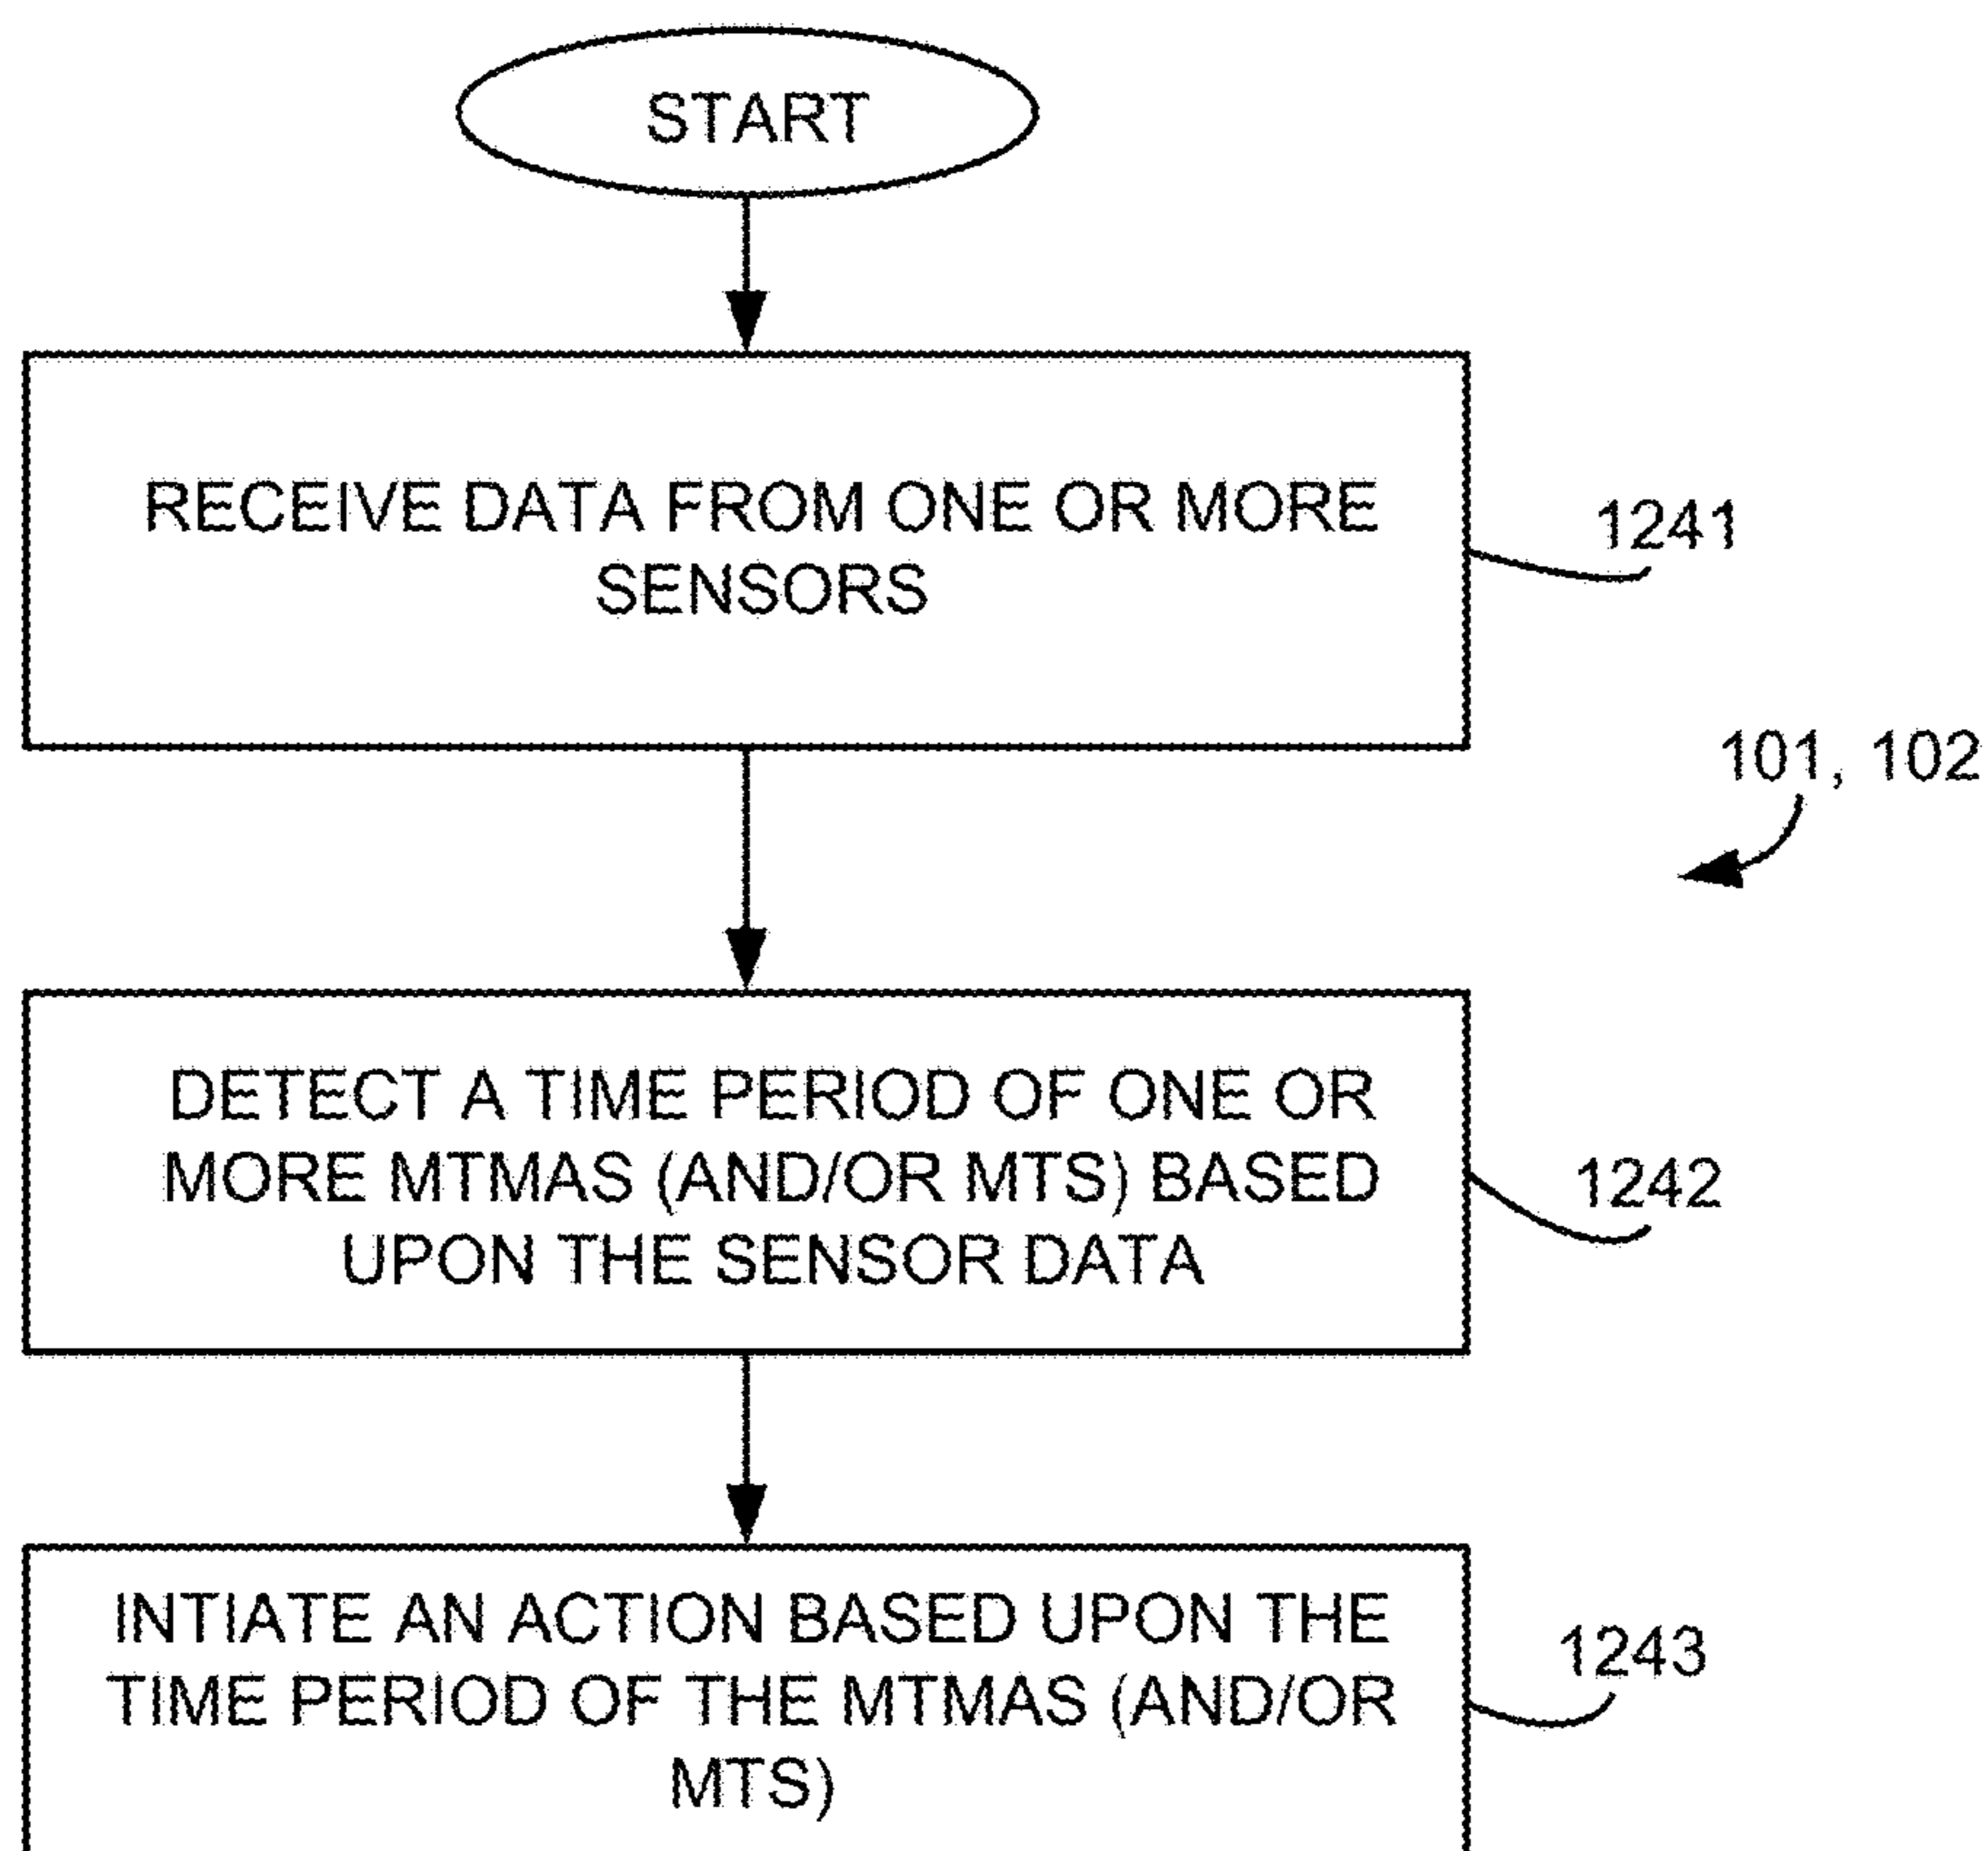 START
RECEIVE DATA FROM ONE OR MORE
SENSORS
1241
101, 102
DETECT A TIME PERIOD OF ONE OR
MORE MTMAS (AND/OR MTS) BASED
UPON THE SENSOR DATA
1242
INTIATE AN ACTION BASED UPON THE
TIME PERIOD OF THE MTMAS (AND/OR
MTS)
1243